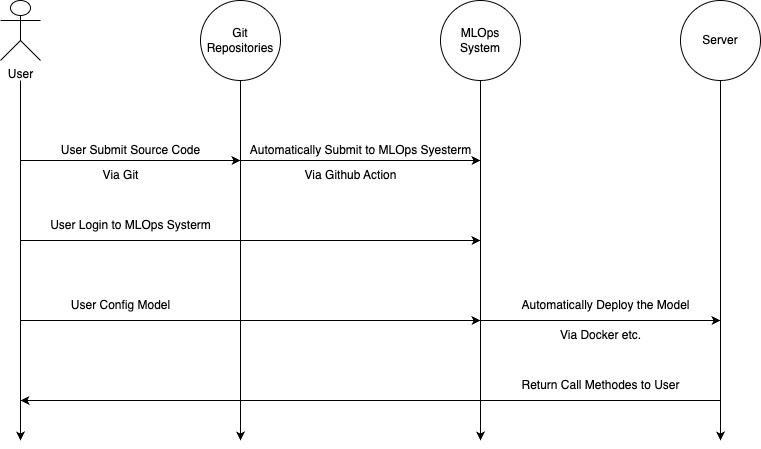 User
Git
Repositories
MLOps
System
Server
User Submit Source Code
Via Git
Automatically Submit to MLOps Syesterm
Via Github Action
User Login to MLOps Systerm
User Config Model
Automatically Deploy the Model
Via Docker etc.
Return Call Methodes to User